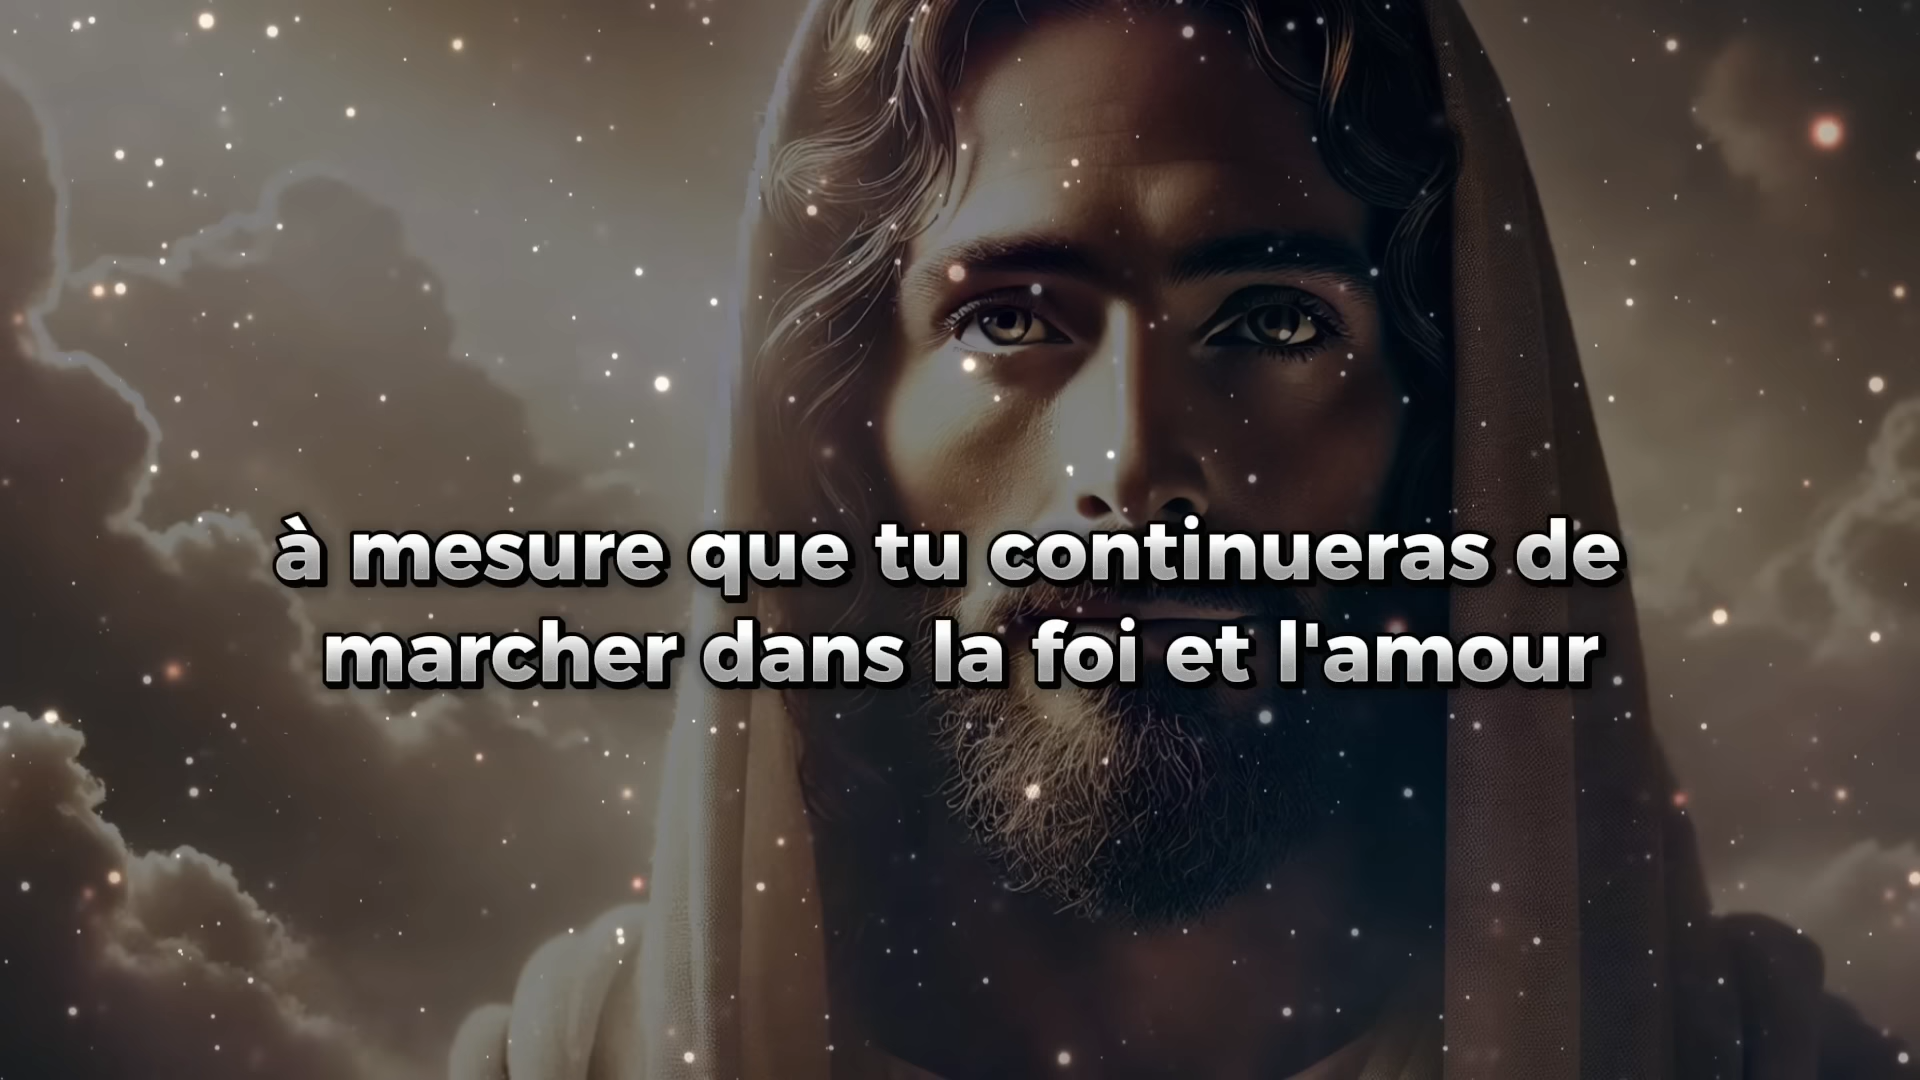 à mesure que tu continueras de
marcher dans la foi et l'amour